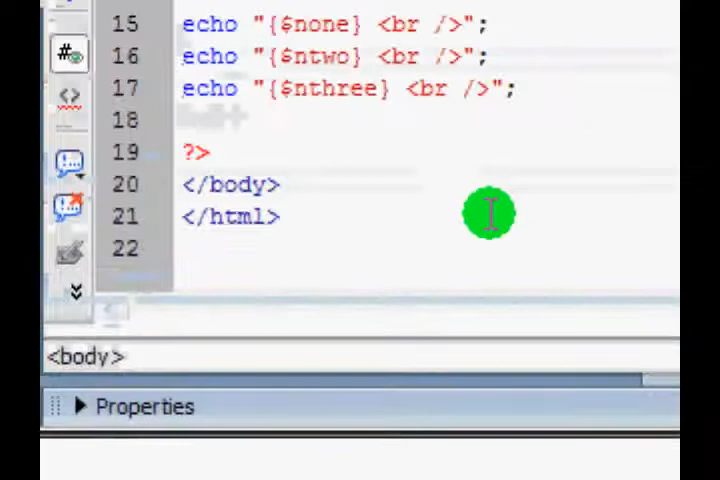 15 echo "{$none} <br />";
16 echo "{$ntwo} <br />";
17 echo "{$nthree} <br />";
18
19 ?>
20 </body>
21 </html>
22
<body>
Properties